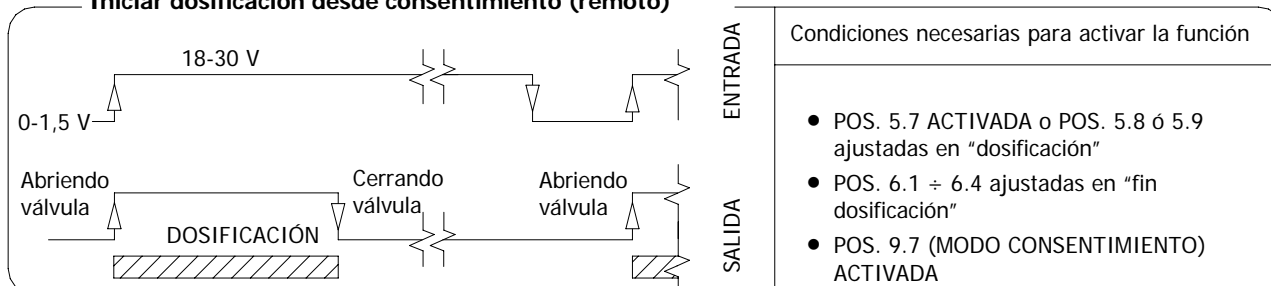 Iniciar dosificación desde consentimiento (remoto)
18-30 V
0-1,5 V
ENTRADA
Abriendo
válvula
Cerrando
válvula
Abriendo
válvula
DOSIFICACIÓN
SALIDA
Condiciones necesarias para activar la función
● POS. 5.7 ACTIVADA o POS. 5.8 ó 5.9
ajustadas en “dosificación”
● POS. 6.1 ÷ 6.4 ajustadas en “fin
dosificación”
● POS. 9.7 (MODO CONSENTIMIENTO)
ACTIVADA